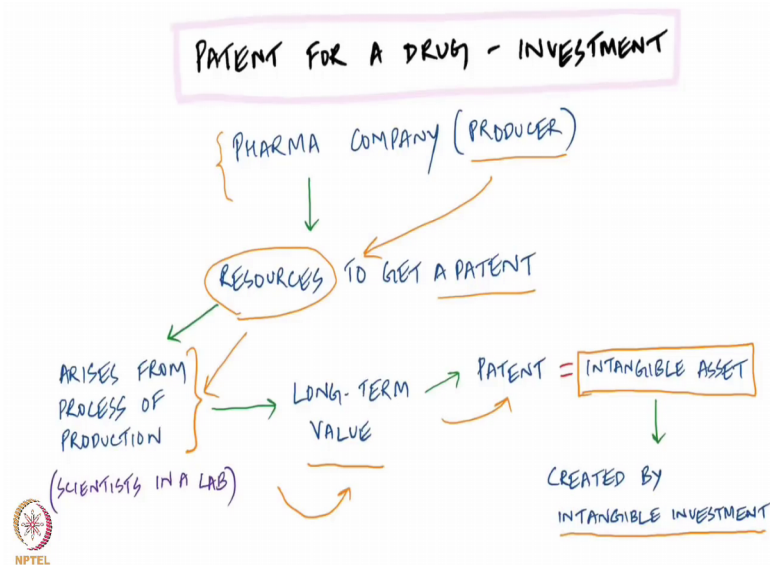 PATENT FOR A DRUG - INVESTMENT
PHARMA COMPANY (PRODUCER)
RESOURCES TO GET A PATENT
ARISES FROM
PROCESS OF
PRODUCTION
(SCIENTISTS IN A LAB)
LONG-TERM
VALUE
PATENT = INTANGIBLE ASSET
CREATED BY
INTANGIBLE INVESTMENT
NPTEL